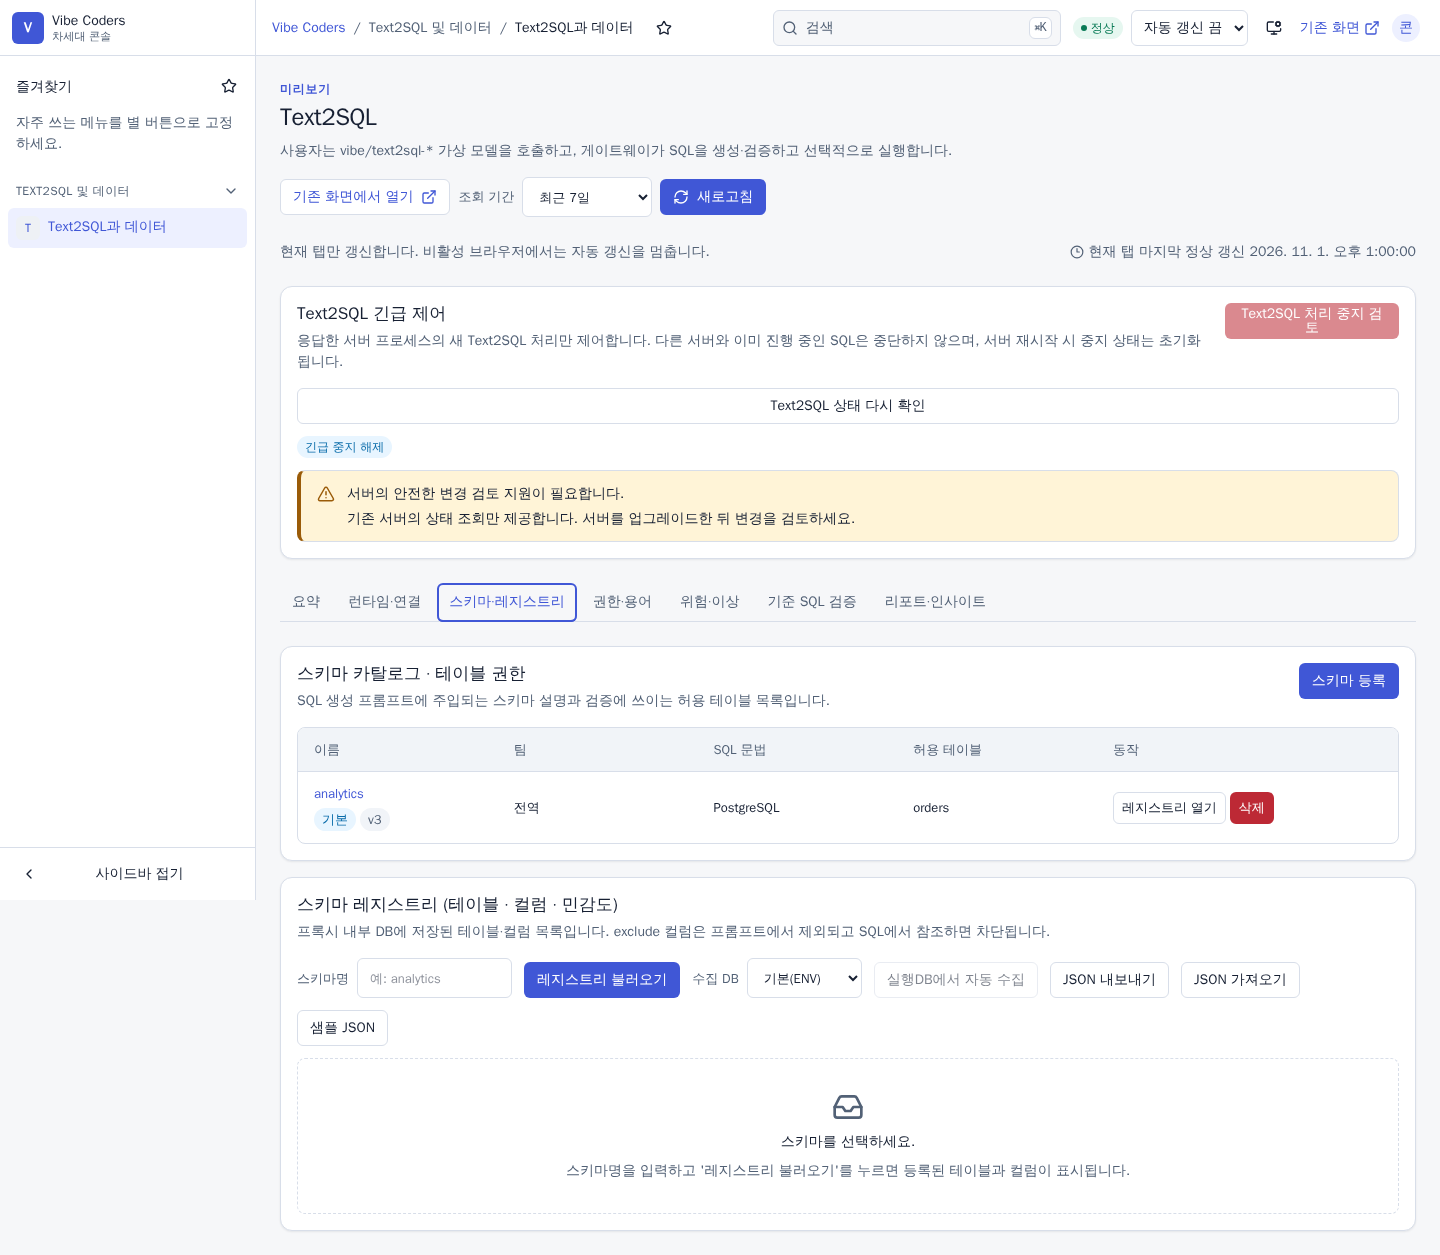 V
Vibe Coders
차세대 콘솔
Vibe Coders / Text2SQL 및 데이터 / Text2SQL과 데이터
검색
⌘K
정상
자동 갱신 끔
기존 화면
콘
즐겨찾기
자주 쓰는 메뉴를 별 버튼으로 고정
하세요.
TEXT2SQL 및 데이터
T Text2SQL과 데이터
사이드바 접기
미리보기
Text2SQL
사용자는 vibe/text2sql-* 가상 모델을 호출하고, 게이트웨이가 SQL을 생성·검증하고 선택적으로 실행합니다.
기존 화면에서 열기
조회 기간
최근 7일
새로고침
현재 탭만 갱신합니다. 비활성 브라우저에서는 자동 갱신을 멈춥니다.
현재 탭 마지막 정상 갱신 2026. 11. 1. 오후 1:00:00
Text2SQL 긴급 제어
응답한 서버 프로세스의 새 Text2SQL 처리만 제어합니다. 다른 서버와 이미 진행 중인 SQL은 중단하지 않으며, 서버 재시작 시 중지 상태는 초기화
됩니다.
Text2SQL 처리 중지 검
토
Text2SQL 상태 다시 확인
긴급 중지 해제
서버의 안전한 변경 검토 지원이 필요합니다.
기존 서버의 상태 조회만 제공합니다. 서버를 업그레이드한 뒤 변경을 검토하세요.
요약
런타임·연결
스키마·레지스트리
권한·용어
위험·이상
기준 SQL 검증
리포트·인사이트
스키마 카탈로그 · 테이블 권한
SQL 생성 프롬프트에 주입되는 스키마 설명과 검증에 쓰이는 허용 테이블 목록입니다.
스키마 등록
이름 팀 SQL 문법 허용 테이블 동작
analytics
기본 v3
전역
PostgreSQL
orders
레지스트리 열기
삭제
스키마 레지스트리 (테이블 · 컬럼 · 민감도)
프록시 내부 DB에 저장된 테이블·컬럼 목록입니다. exclude 컬럼은 프롬프트에서 제외되고 SQL에서 참조하면 차단됩니다.
스키마명
예: analytics
레지스트리 불러오기
수집 DB
기본(ENV)
실행DB에서 자동 수집
JSON 내보내기
JSON 가져오기
샘플 JSON
스키마를 선택하세요.
스키마명을 입력하고 '레지스트리 불러오기'를 누르면 등록된 테이블과 컬럼이 표시됩니다.